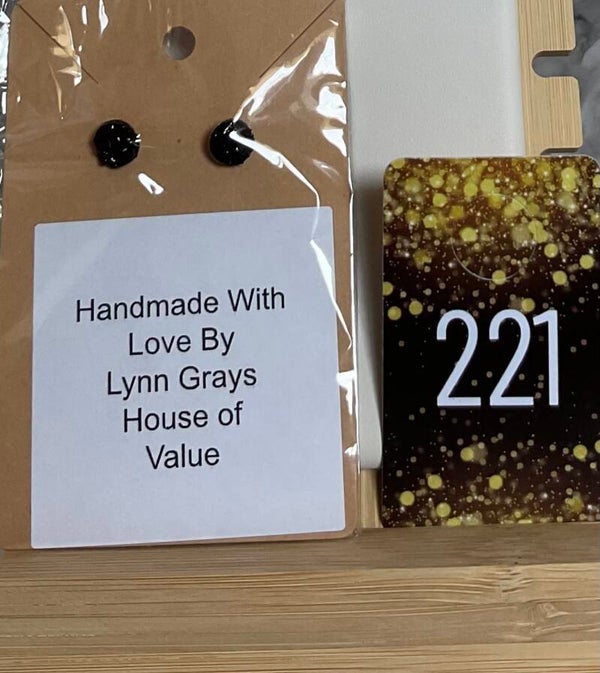 Handmade With
Love By
Lynn Grays
House of
Value
221